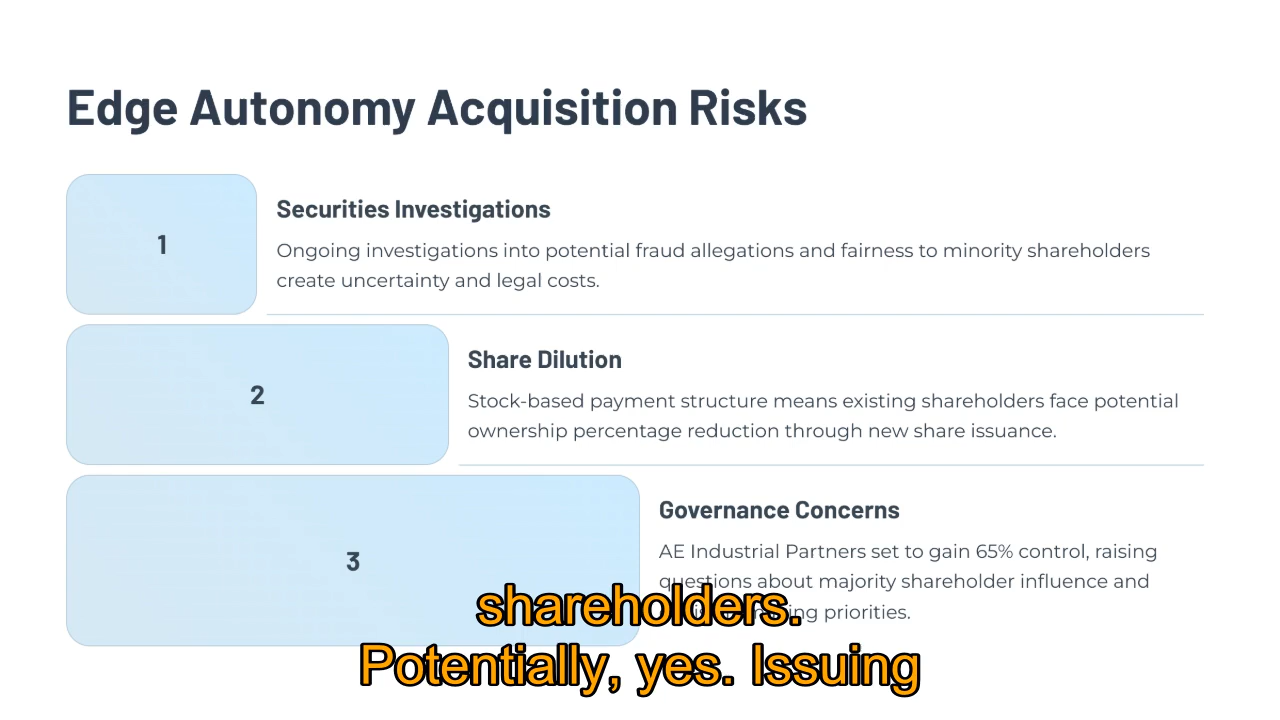 Edge Autonomy Acquisition Risks
1
Securities Investigations
Ongoing investigations into potential fraud allegations and fairness to minority shareholders
create uncertainty and legal costs.
2
Share Dilution
Stock-based payment structure means existing shareholders face potential
ownership percentage reduction through new share issuance.
3
Governance Concerns
AE Industrial Partners set to gain 65% control, raising
questions about majority shareholder influence and
priorities.
shareholders.
Potentially, yes. Issuing